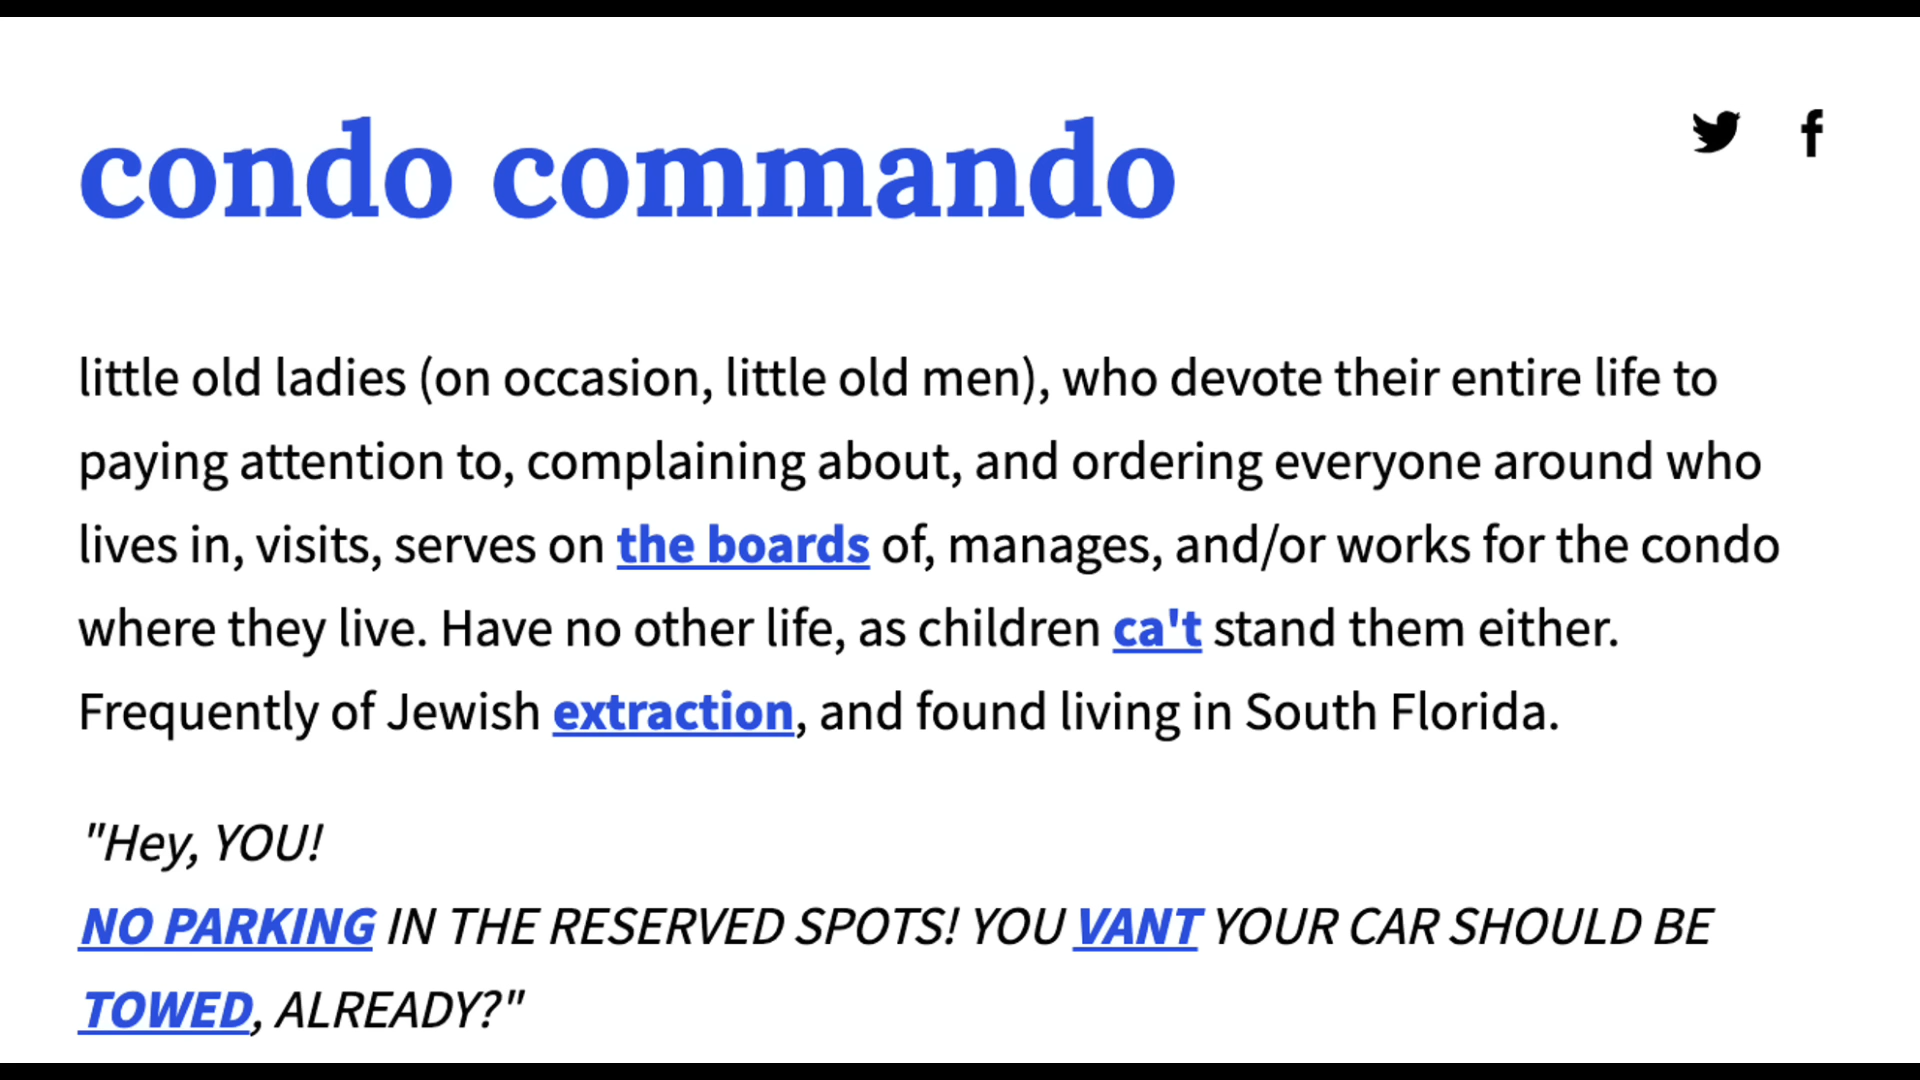 condo commando
little old ladies (on occasion, little old men), who devote their entire life to
paying attention to, complaining about, and ordering everyone around who
lives in, visits, serves on the boards of, manages, and/or works for the condo
where they live. Have no other life, as children ca't stand them either.
Frequently of Jewish extraction, and found living in South Florida.
"Hey, YOU!
NO PARKING IN THE RESERVED SPOTS! YOU VANT YOUR CAR SHOULD BE
TOWED, ALREADY?"